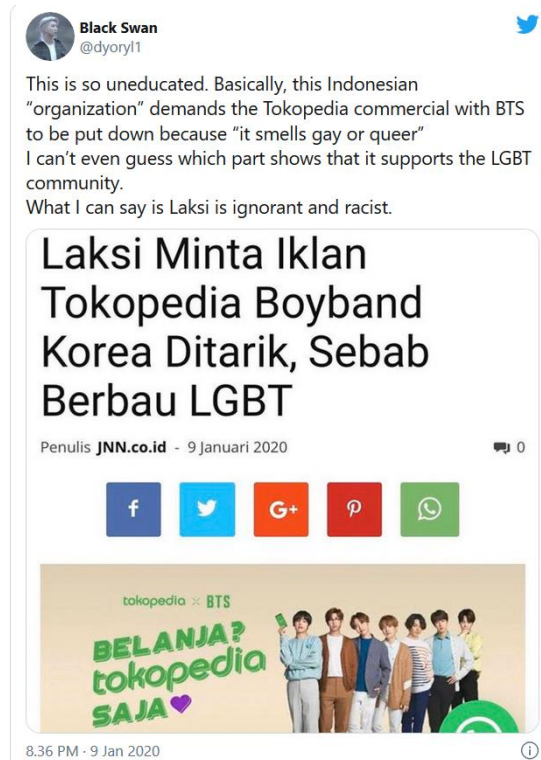 Black Swan
@dyoryl1
This is so uneducated. Basically, this Indonesian
“organization” demands the Tokopedia commercial with BTS
to be put down because “it smells gay or queer”
I can’t even guess which part shows that it supports the LGBT
community.
What I can say is Laksi is ignorant and racist.
Laksi Minta Iklan
Tokopedia Boyband
Korea Ditarik, Sebab
Berbau LGBT
Penulis JNN.co.id - 9 Januari 2020 0
f G+
tokopedia × BTS
BELANJA?
tokopedia
SAJA
8.36 PM · 9 Jan 2020